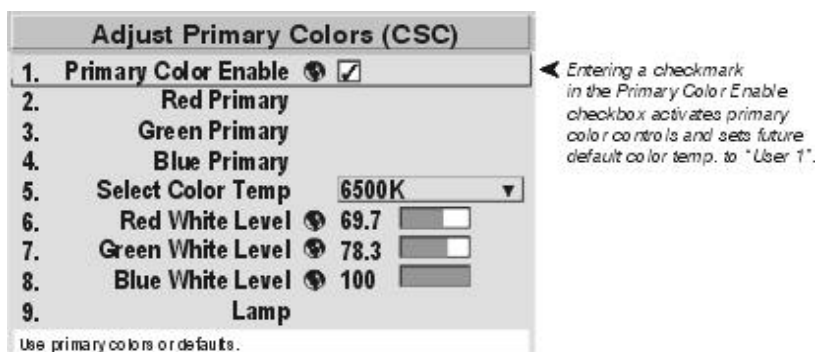 Adjust Primary Colors (CSC)
1. Primary Color Enable
2. Red Primary
3. Green Primary
4. Blue Primary
5. Select Color Temp 6500K
6. Red White Level 69.7
7. Green White Level 78.3
8. Blue White Level 100
9. Lamp
Use primary colors or defaults.
Entering a checkmark
in the Primary Color Enable
checkbox activates primary
color controls and sets future
default color temp. to "User 1".